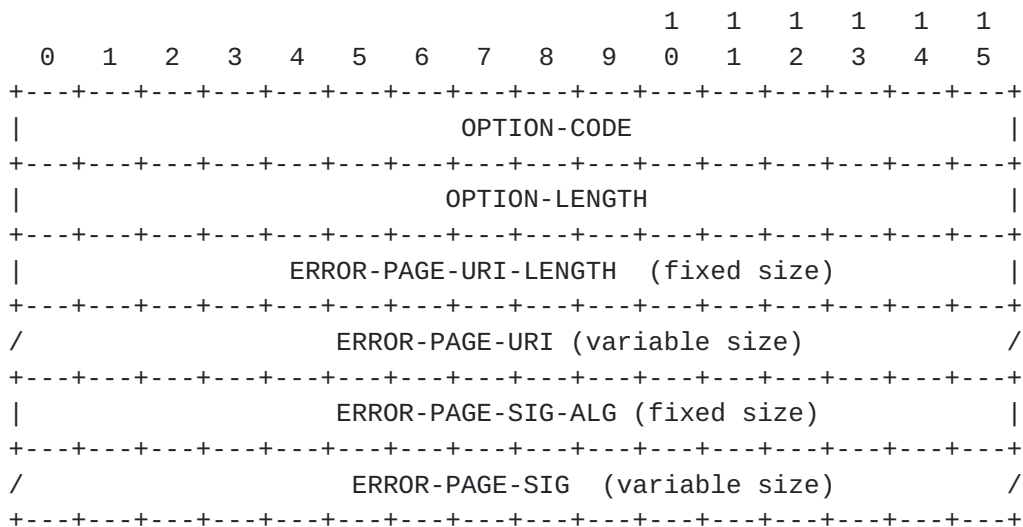 1   1   1   1   1   1
  0   1   2   3   4   5   6   7   8   9   0   1   2   3   4   5
+---+---+---+---+---+---+---+---+---+---+---+---+---+---+---+---+
|                            OPTION-CODE                        |
+---+---+---+---+---+---+---+---+---+---+---+---+---+---+---+---+
|                           OPTION-LENGTH                       |
+---+---+---+---+---+---+---+---+---+---+---+---+---+---+---+---+
|                 ERROR-PAGE-URI-LENGTH  (fixed size)           |
+---+---+---+---+---+---+---+---+---+---+---+---+---+---+---+---+
/                    ERROR-PAGE-URI (variable size)             /
+---+---+---+---+---+---+---+---+---+---+---+---+---+---+---+---+
|                    ERROR-PAGE-SIG-ALG (fixed size)            |
+---+---+---+---+---+---+---+---+---+---+---+---+---+---+---+---+
/                     ERROR-PAGE-SIG  (variable size)           /
+---+---+---+---+---+---+---+---+---+---+---+---+---+---+---+---+